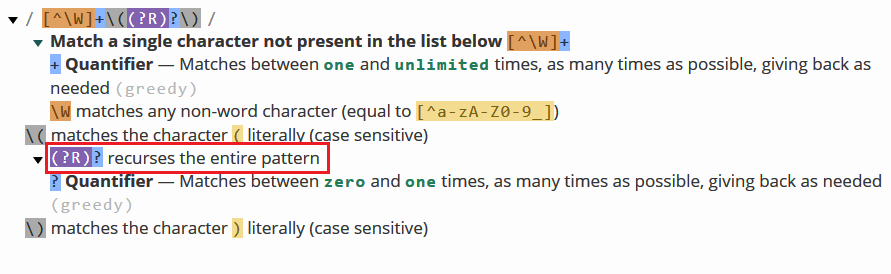 / [^\W]+\((?R)?\) /
Match a single character not present in the list below [^\W]+
+ Quantifier — Matches between one and unlimited times, as many times as possible, giving back as
needed (greedy)
\W matches any non-word character (equal to [^a-zA-Z0-9_])
\( matches the character ( literally (case sensitive)
(?R)? recurses the entire pattern
? Quantifier — Matches between zero and one times, as many times as possible, giving back as needed
(greedy)
\) matches the character ) literally (case sensitive)